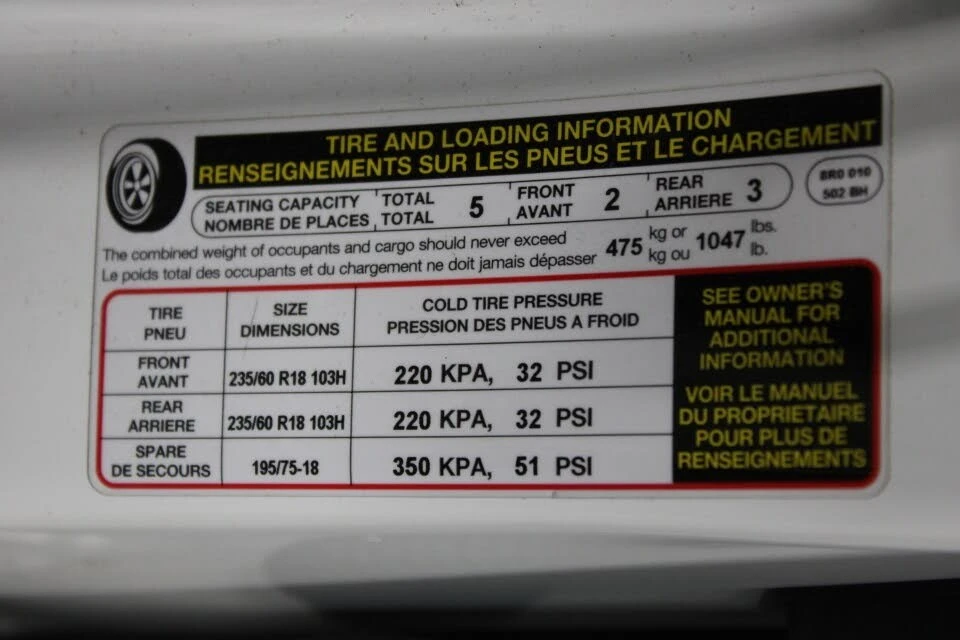 TIRE AND LOADING INFORMATION
RENSEIGNEMENTS SUR LES PNEUS ET LE CHARGEMENT
SEATING CAPACITY TOTAL 5 FRONT 2 REAR 3
NOMBRE DE PLACES TOTAL AVANT ARRIERE
8R0 010
502 BH
The combined weight of occupants and cargo should never exceed 475 kg or 1047 lbs.
Le poids total des occupants et du chargement ne doit jamais dépasser kg ou lb.
TIRE SIZE COLD TIRE PRESSURE
PNEU DIMENSIONS PRESSION DES PNEUS A FROID
FRONT
AVANT 235/60 R18 103H 220 KPA, 32 PSI
REAR
ARRIERE 235/60 R18 103H 220 KPA, 32 PSI
SPARE
DE SECOURS 195/75-18 350 KPA, 51 PSI
SEE OWNER'S
MANUAL FOR
ADDITIONAL
INFORMATION
VOIR LE MANUEL
DU PROPRIETAIRE
POUR PLUS DE
RENSEIGNEMENTS